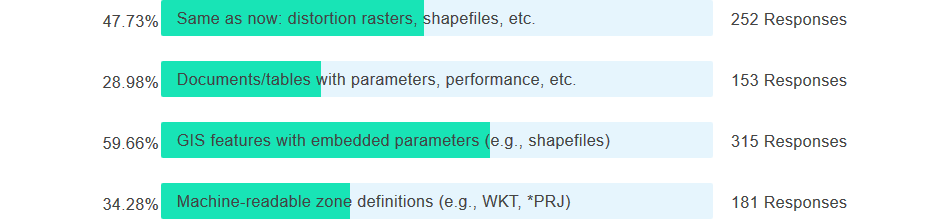 47.73% Same as now: distortion rasters, shapefiles, etc. 252 Responses
28.98% Documents/tables with parameters, performance, etc. 153 Responses
59.66% GIS features with embedded parameters (e.g., shapefiles) 315 Responses
34.28% Machine-readable zone definitions (e.g., WKT, *PRJ) 181 Responses